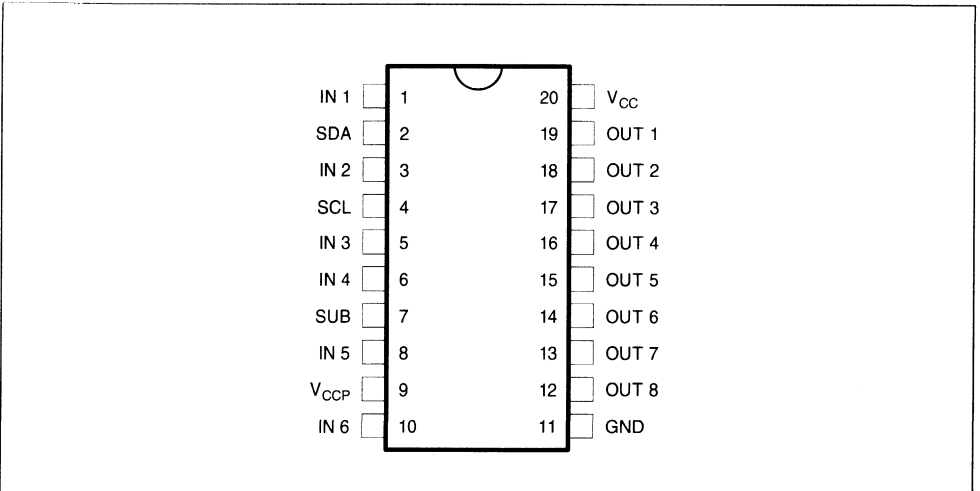 IN 1 1 20 VCC
SDA 2 19 OUT 1
IN 2 3 18 OUT 2
SCL 4 17 OUT 3
IN 3 5 16 OUT 4
IN 4 6 15 OUT 5
SUB 7 14 OUT 6
IN 5 8 13 OUT 7
VCCP 9 12 OUT 8
IN 6 10 11 GND